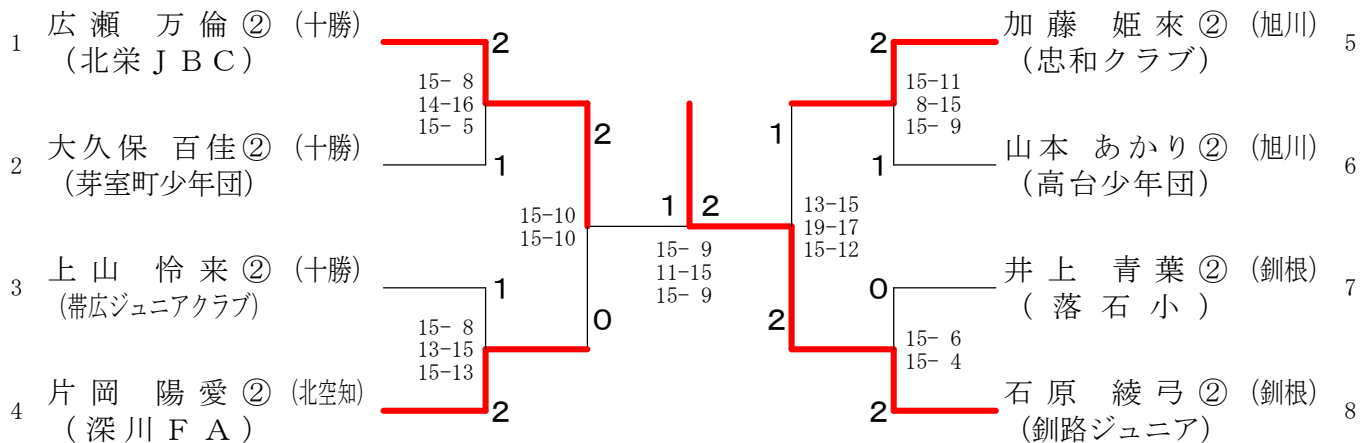 1 広瀬 万倫② (十勝)
(北栄JBC)
2
15- 8
14-16
15- 5
2 大久保 百佳② (十勝)
(芽室町少年団)
1
2
15-10
15-10
3 上山 怜来② (十勝)
(帯広ジュニアクラブ)
1
0
15- 8
13-15
15-13
4 片岡 陽愛② (北空知)
(深川FA)
2
1 2
15- 9
11-15
15- 9
2 加藤 姫來② (旭川) 5
(忠和クラブ)
15-11
8-15
15- 9
1
1 山本 あかり② (旭川) 6
(高台少年団)
13-15
19-17
15-12
0 井上 青葉② (釧根) 7
(落石小)
2
15- 6
15- 4
2 石原 綾弓② (釧根) 8
(釧路ジュニア)